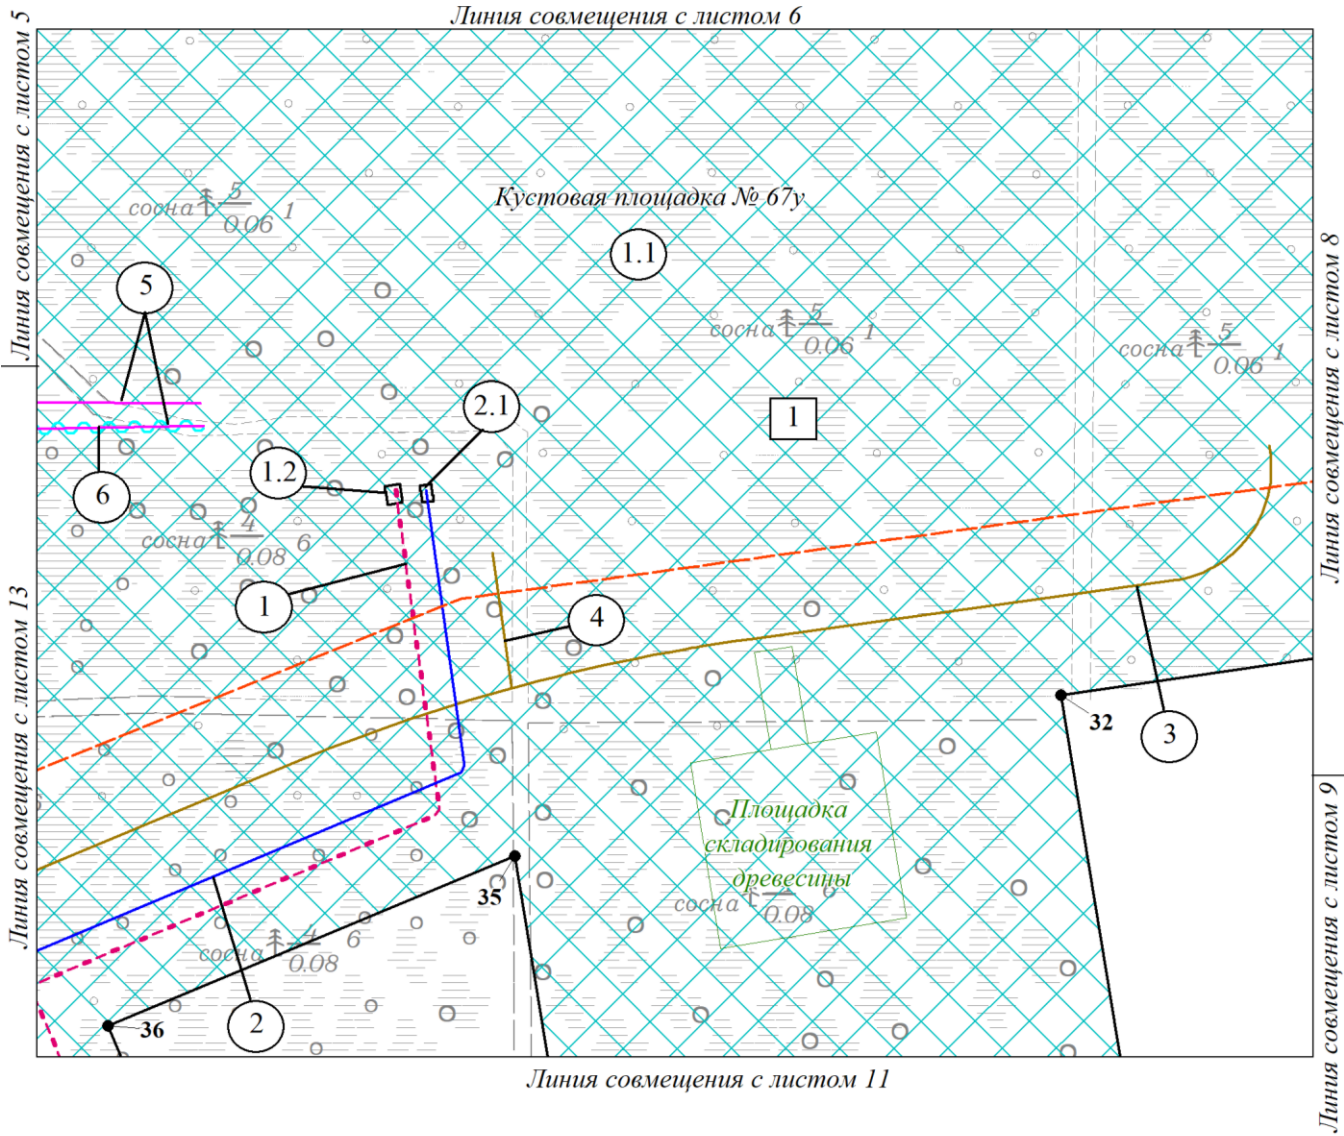 Линия совмещения с листом 6
Линия совмещения с листом 5
Кустовая площадка № 67у
сосна 5
0.06 1
1.1
5
сосна 5
0.06 1
сосна 5
0.06 1
Линия совмещения с листом 8
2.1
1
1.2
6
сосна 4
0.08 6
1
4
Линия совмещения с листом 13
32
3
Площадка
складирования
древесины
сосна
0.08 6
35
сосна 4
0.08 6
2
36
Линия совмещения с листом 9
Линия совмещения с листом 11